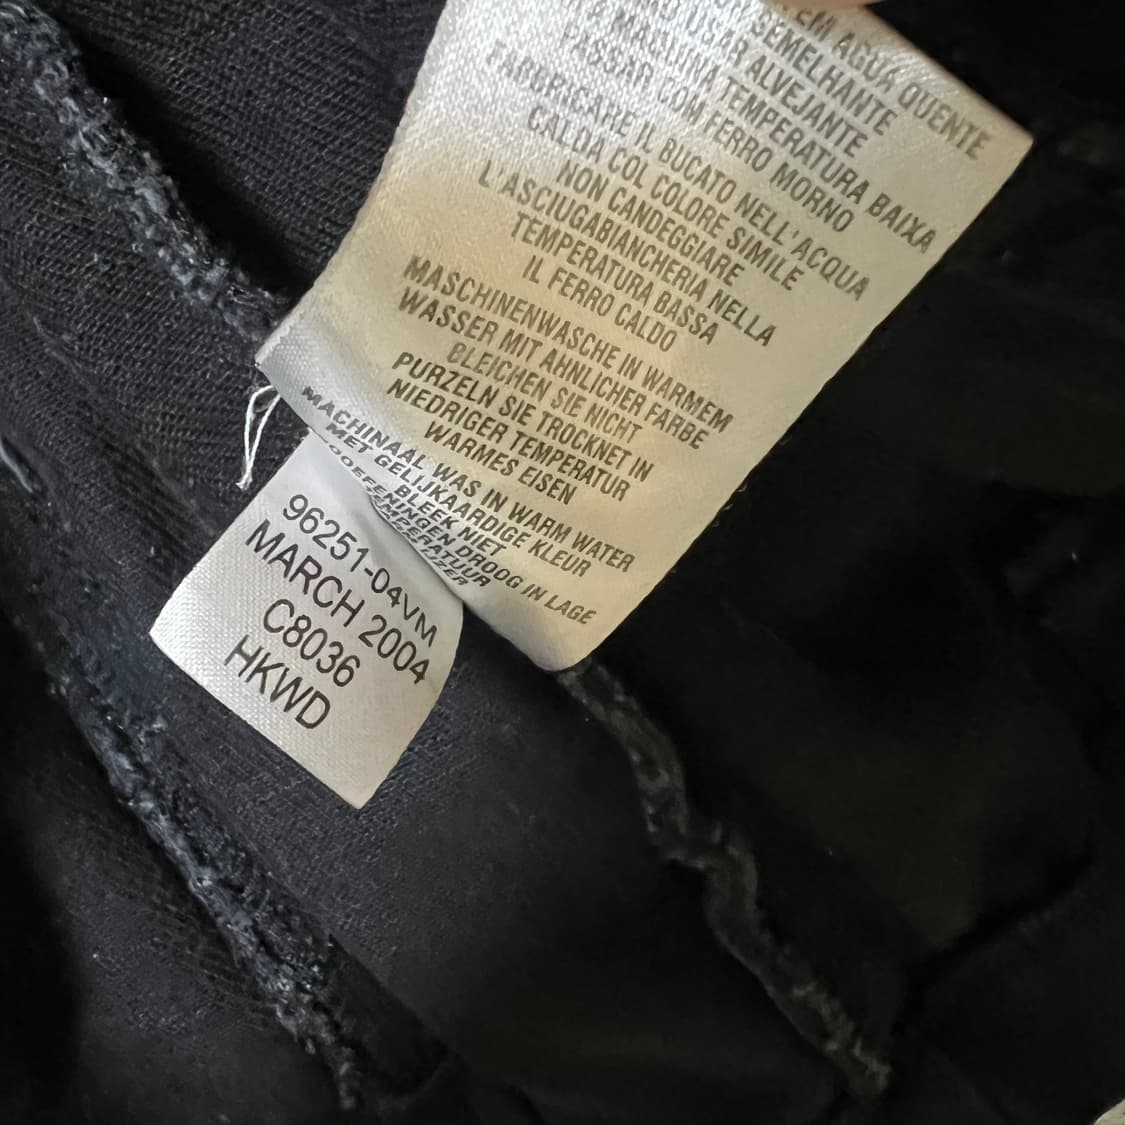 EM AGUA QUENTE
SEMELHANTE
USAR ALVEJANTE
TEMPERATURA BAIXA
PASSAR COM FERRO MORNO
FABRICARE IL BUCATO NELL'ACQUA
CALDA COL COLORE SIMILE
NON CANDEGGIARE
L'ASCIUGABIANCHERIA NELLA
TEMPERATURA BASSA
IL FERRO CALDO
MASCHINENWASCHE IN WARMEM
WASSER MIT AHNLICHER FARBE
BLEICHEN SIE NICHT
PURZELN SIE TROCKNET IN
NIEDRIGER TEMPERATUR
WARMES EISEN
MACHINAAL WAS IN WARM WATER
MET GELIJKAARDIGE KLEUR
BLEEK NIET
OOEFENINGEN DROOG IN LAGE
TEMPERATUUR
IZER
96251-04VM
MARCH 2004
C8036
HKWD